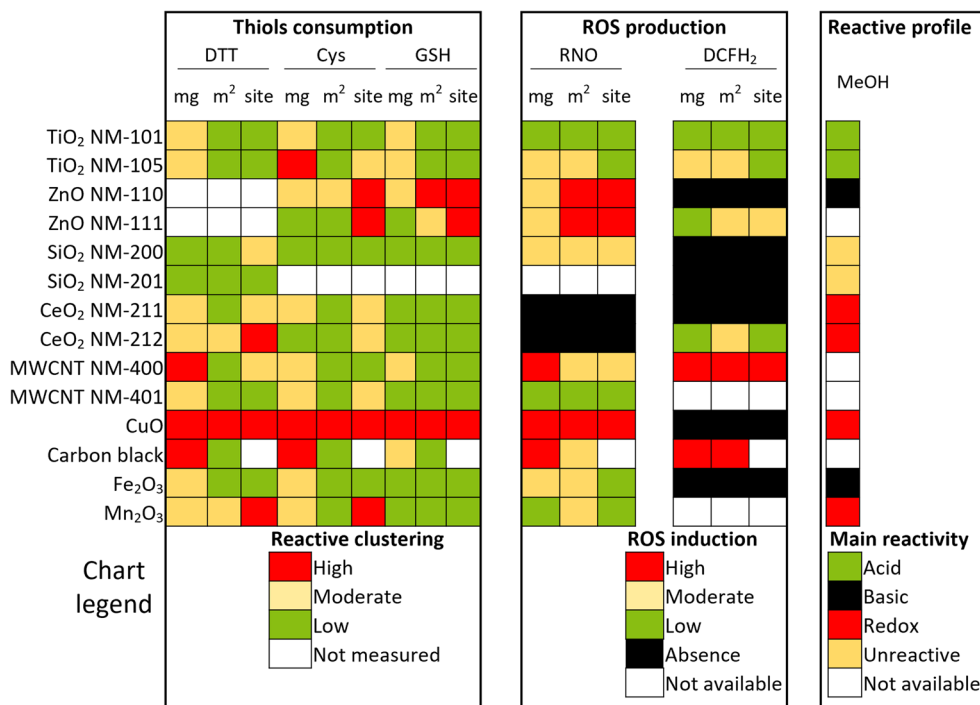 Thiols consumption ROS production Reactive profile
DTT Cys GSH RNO DCFH₂ MeOH
mg m² site mg m² site mg m² site mg m² site mg m² site
TiO₂ NM-101
TiO₂ NM-105
ZnO NM-110
ZnO NM-111
SiO₂ NM-200
SiO₂ NM-201
CeO₂ NM-211
CeO₂ NM-212
MWCNT NM-400
MWCNT NM-401
CuO
Carbon black
Fe₂O₃
Mn₂O₃
Chart
legend
Reactive clustering
High
Moderate
Low
Not measured
ROS induction
High
Moderate
Low
Absence
Not available
Main reactivity
Acid
Basic
Redox
Unreactive
Not available